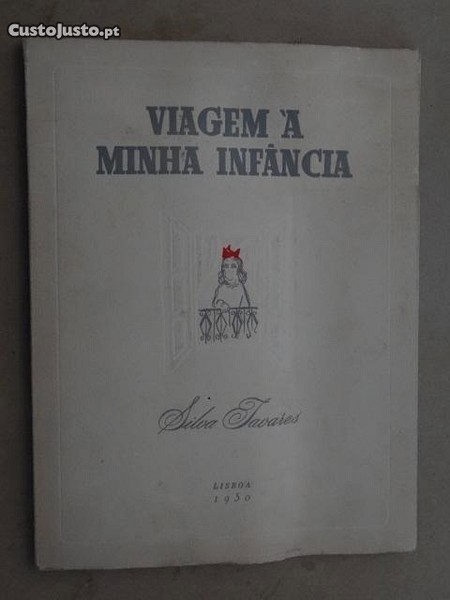 CustoJusto.pt
VIAGEM 'A
MINHA INFÂNCIA
Silva Tavares
LISBOA
1950